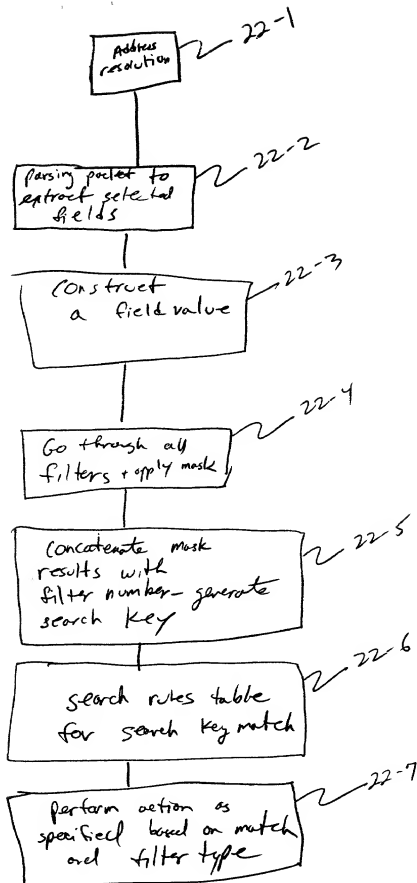 22-1
Address
resolution
22-2
Parsing packet to
extract selected
fields
22-3
Construct
a field value
22-4
Go through all
filters + apply mask
22-5
Concatenate mask
results with
filter number - generate
search key
22-6
search rules table
for search key match
22-7
perform action as
specified based on match
and filter type